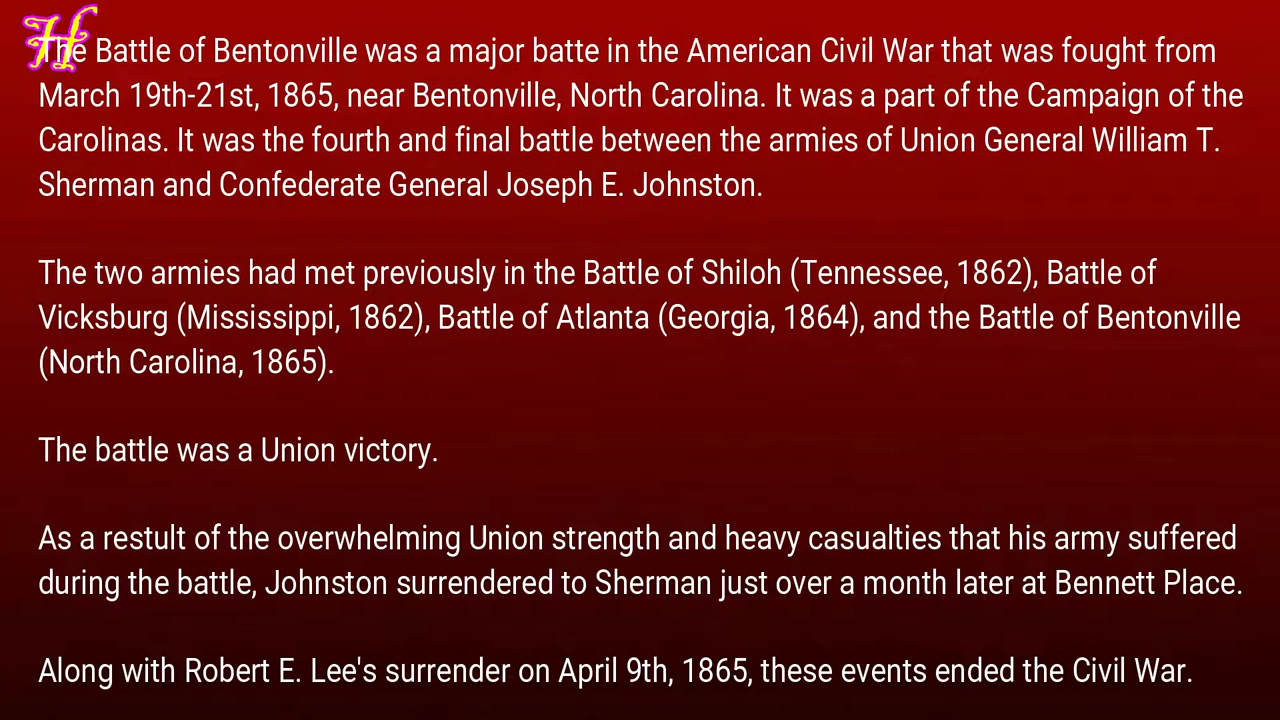 H
The Battle of Bentonville was a major batte in the American Civil War that was fought from
March 19th-21st, 1865, near Bentonville, North Carolina. It was a part of the Campaign of the
Carolinas. It was the fourth and final battle between the armies of Union General William T.
Sherman and Confederate General Joseph E. Johnston.
The two armies had met previously in the Battle of Shiloh (Tennessee, 1862), Battle of
Vicksburg (Mississippi, 1862), Battle of Atlanta (Georgia, 1864), and the Battle of Bentonville
(North Carolina, 1865).
The battle was a Union victory.
As a restult of the overwhelming Union strength and heavy casualties that his army suffered
during the battle, Johnston surrendered to Sherman just over a month later at Bennett Place.
Along with Robert E. Lee's surrender on April 9th, 1865, these events ended the Civil War.